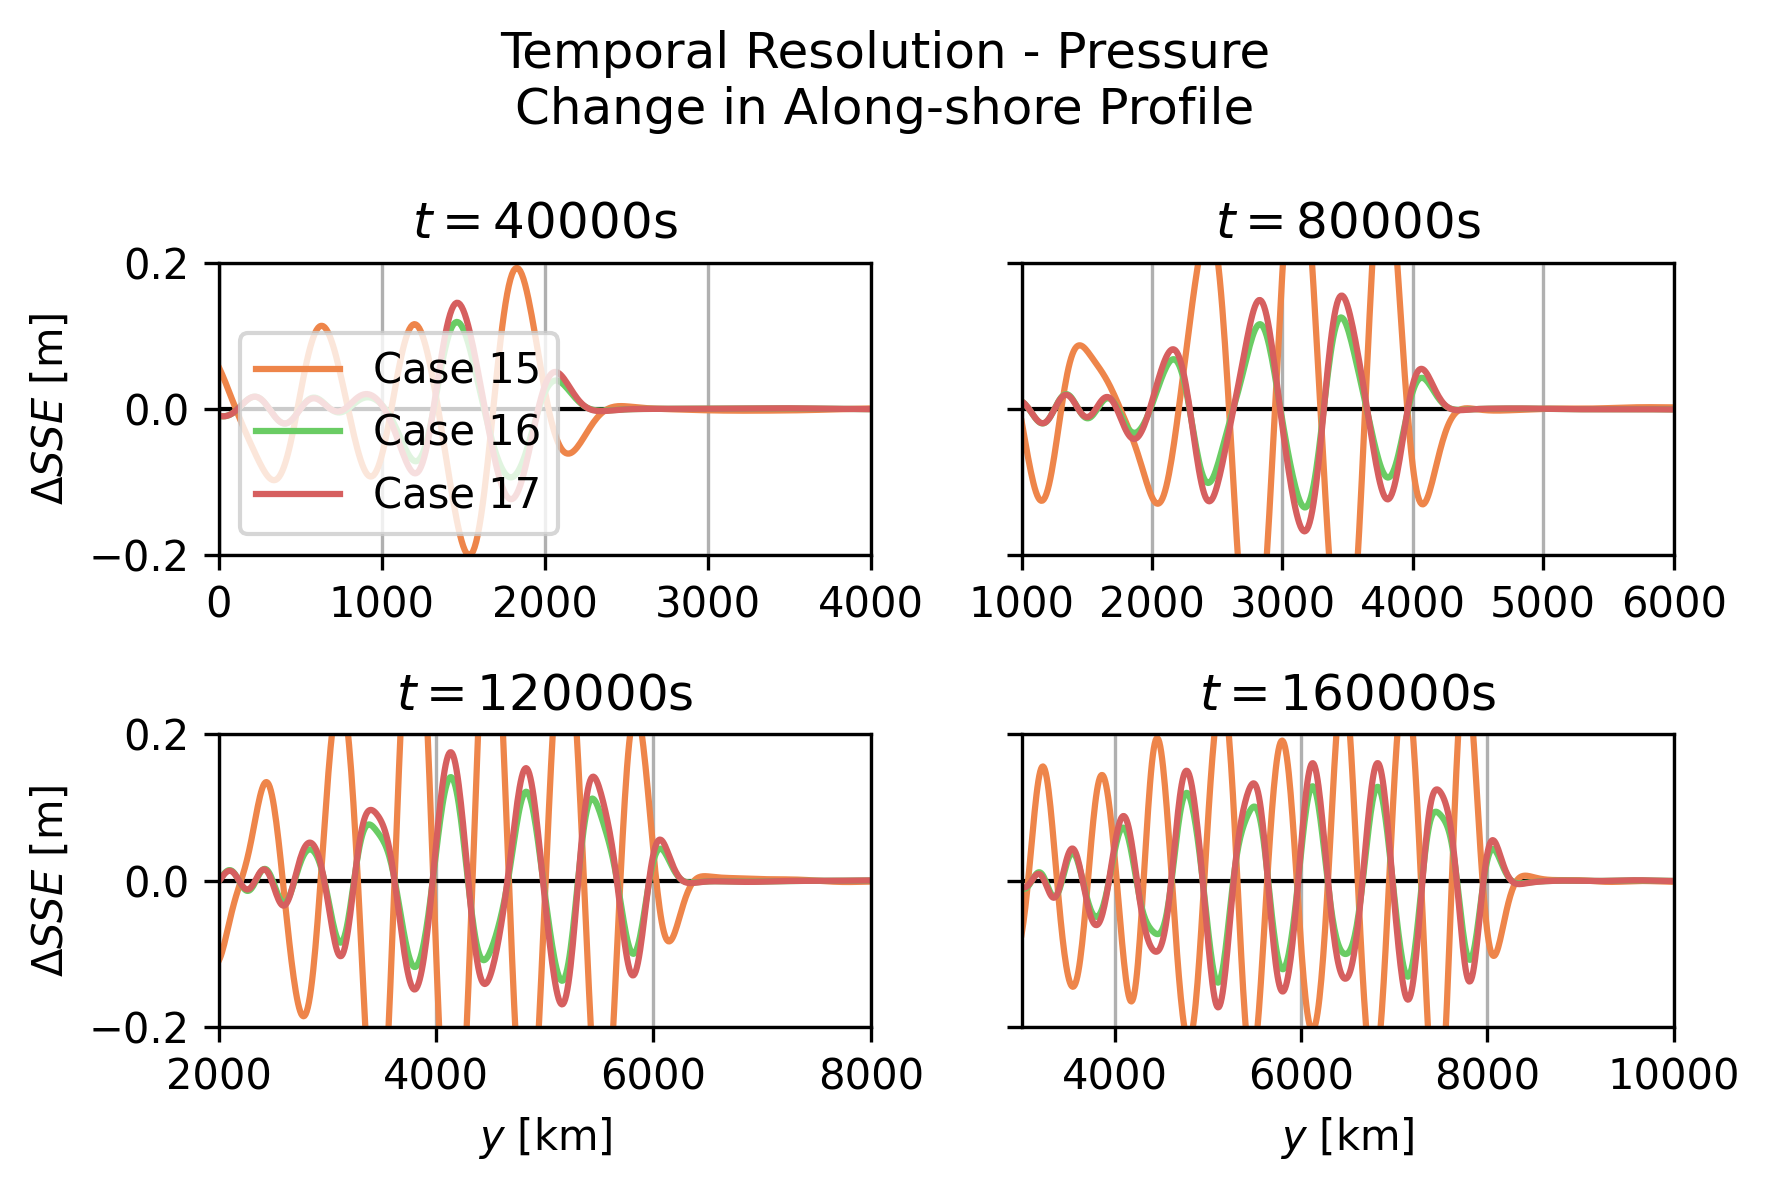 Temporal Resolution - Pressure
Change in Along-shore Profile
t = 40000s
0.2
0.0
−0.2
ΔSSE [m]
Case 15
Case 16
Case 17
0 1000 2000 3000 4000
t = 80000s
1000 2000 3000 4000 5000 6000
t = 120000s
0.2
0.0
−0.2
ΔSSE [m]
2000 4000 6000 8000
y [km]
t = 160000s
4000 6000 8000 10000
y [km]